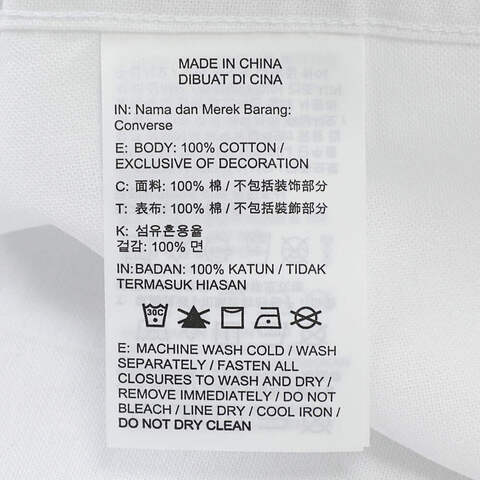 MADE IN CHINA
DIBUAT DI CINA
IN: Nama dan Merek Barang:
Converse
E: BODY: 100% COTTON /
EXCLUSIVE OF DECORATION
C: 面料: 100% 棉 / 不包括装饰部分
T: 表布: 100% 棉 / 不包括裝飾部分
K: 섬유혼용율
겉감: 100% 면
IN: BADAN: 100% KATUN / TIDAK
TERMASUK HIASAN
30C
E: MACHINE WASH COLD / WASH
SEPARATELY / FASTEN ALL
CLOSURES TO WASH AND DRY /
REMOVE IMMEDIATELY / DO NOT
BLEACH / LINE DRY / COOL IRON /
DO NOT DRY CLEAN